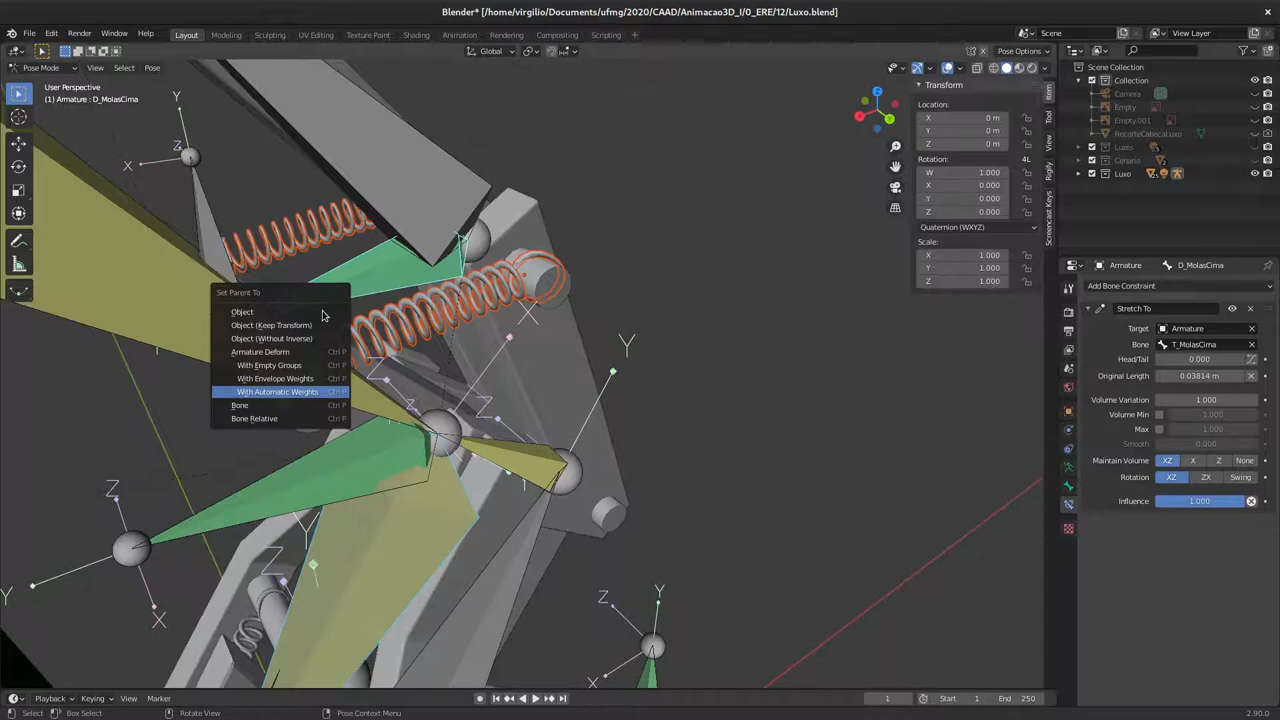 Blender* [/home/virgilio/Documents/ufmg/2020/CAAD/Animacao3D_I/0_ERE/12/Luxo.blend]
File Edit Render Window Help Layout Modeling Sculpting UV Editing Texture Paint Shading Animation Rendering Compositing Scripting + Scene View Layer
Global Pose Options
Pose Mode View Select Pose
User Perspective
(1) Armature : D_MolasCima
Transform
Location:
X 0 m
Y 0 m
Z 0 m
Rotation: 4L
W 1.000
X 0.000
Y 0.000
Z 0.000
Quaternion (WXYZ)
Scale:
X 1.000
Y 1.000
Z 1.000
Item
Tool
View
Rigify
Screencast Keys
Scene Collection
Collection
Camera
Empty
Empty.001
RecorteCabecaLuxo
Luzes
Cenario
Luxo
Armature D_MolasCima
Add Bone Constraint
Stretch To
Target Armature
Bone T_MolasCima
Head/Tail 0.000
Original Length 0.03814 m
Volume Variation 1.000
Volume Min 1.000
Max 1.000
Smooth 0.000
Maintain Volume XZ X Z None
Rotation XZ ZX Swing
Influence 1.000
Set Parent To
Object
Object (Keep Transform)
Object (Without Inverse)
Armature Deform Ctrl P
With Empty Groups Ctrl P
With Envelope Weights Ctrl P
With Automatic Weights Ctrl P
Bone Ctrl P
Bone Relative Ctrl P
Y
X
Z
X
Y
Z
Z
Z
Z
Y
X
Y
Z
Y
Z
Y
X
Playback Keying View Marker 1 Start 1 End 250
Select Box Select Rotate View Pose Context Menu 2.90.0